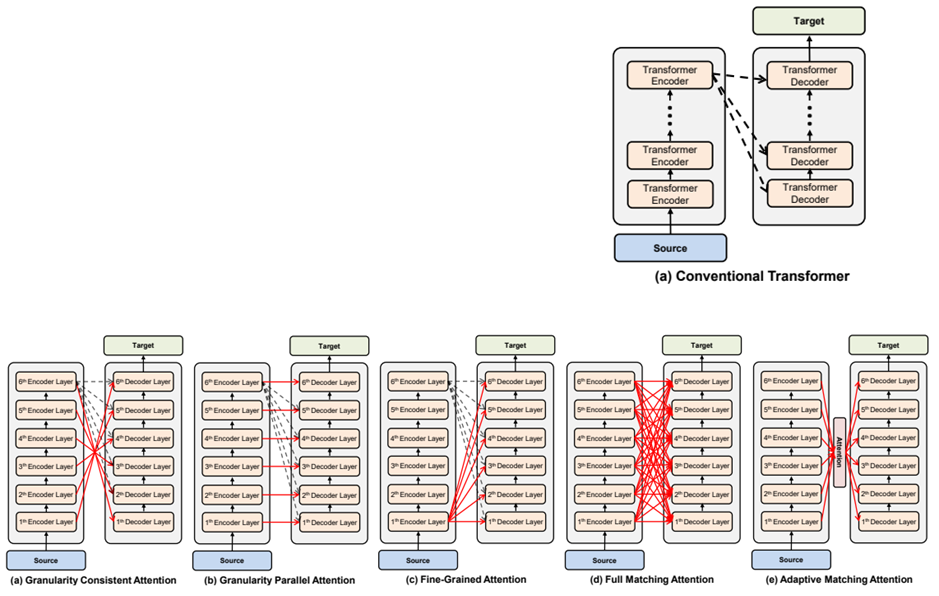 Target
Transformer
Encoder
Transformer
Encoder
Transformer
Encoder
Transformer
Decoder
Transformer
Decoder
Transformer
Decoder
Source
(a) Conventional Transformer
Target
6th Encoder Layer
5th Encoder Layer
4th Encoder Layer
3th Encoder Layer
2th Encoder Layer
1th Encoder Layer
6th Decoder Layer
5th Decoder Layer
4th Decoder Layer
3th Decoder Layer
2th Decoder Layer
1th Decoder Layer
Source
(a) Granularity Consistent Attention
Target
6th Encoder Layer
5th Encoder Layer
4th Encoder Layer
3th Encoder Layer
2th Encoder Layer
1th Encoder Layer
6th Decoder Layer
5th Decoder Layer
4th Decoder Layer
3th Decoder Layer
2th Decoder Layer
1th Decoder Layer
Source
(b) Granularity Parallel Attention
Target
6th Encoder Layer
5th Encoder Layer
4th Encoder Layer
3th Encoder Layer
2th Encoder Layer
1th Encoder Layer
6th Decoder Layer
5th Decoder Layer
4th Decoder Layer
3th Decoder Layer
2th Decoder Layer
1th Decoder Layer
Source
(c) Fine-Grained Attention
Target
6th Encoder Layer
5th Encoder Layer
4th Encoder Layer
3th Encoder Layer
2th Encoder Layer
1th Encoder Layer
6th Decoder Layer
5th Decoder Layer
4th Decoder Layer
3th Decoder Layer
2th Decoder Layer
1th Decoder Layer
Source
(d) Full Matching Attention
Target
6th Encoder Layer
5th Encoder Layer
4th Encoder Layer
3th Encoder Layer
2th Encoder Layer
1th Encoder Layer
Attention
6th Decoder Layer
5th Decoder Layer
4th Decoder Layer
3th Decoder Layer
2th Decoder Layer
1th Decoder Layer
Source
(e) Adaptive Matching Attention